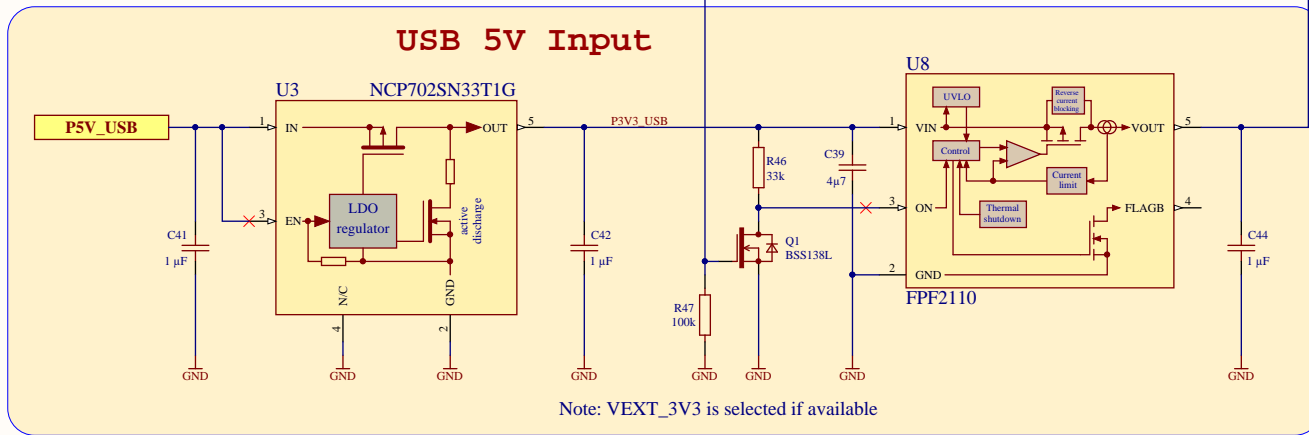 USB 5V Input
U3
NCP702SN33T1G
U8
FPF2110
P5V_USB
1
IN
OUT
5
P3V3_USB
3
EN
LDO
regulator
active
discharge
N/C
GND
4
2
C41
1 µF
C42
1 µF
R46
33k
C39
4µ7
Q1
BSS138L
R47
100k
1
VIN
UVLO
Reverse
current
blocking
VOUT
5
Control
Current
limit
3
ON
Thermal
shutdown
FLAGB
4
2
GND
C44
1 µF
GND
GND
GND
GND
GND
GND
GND
GND
Note: VEXT_3V3 is selected if available